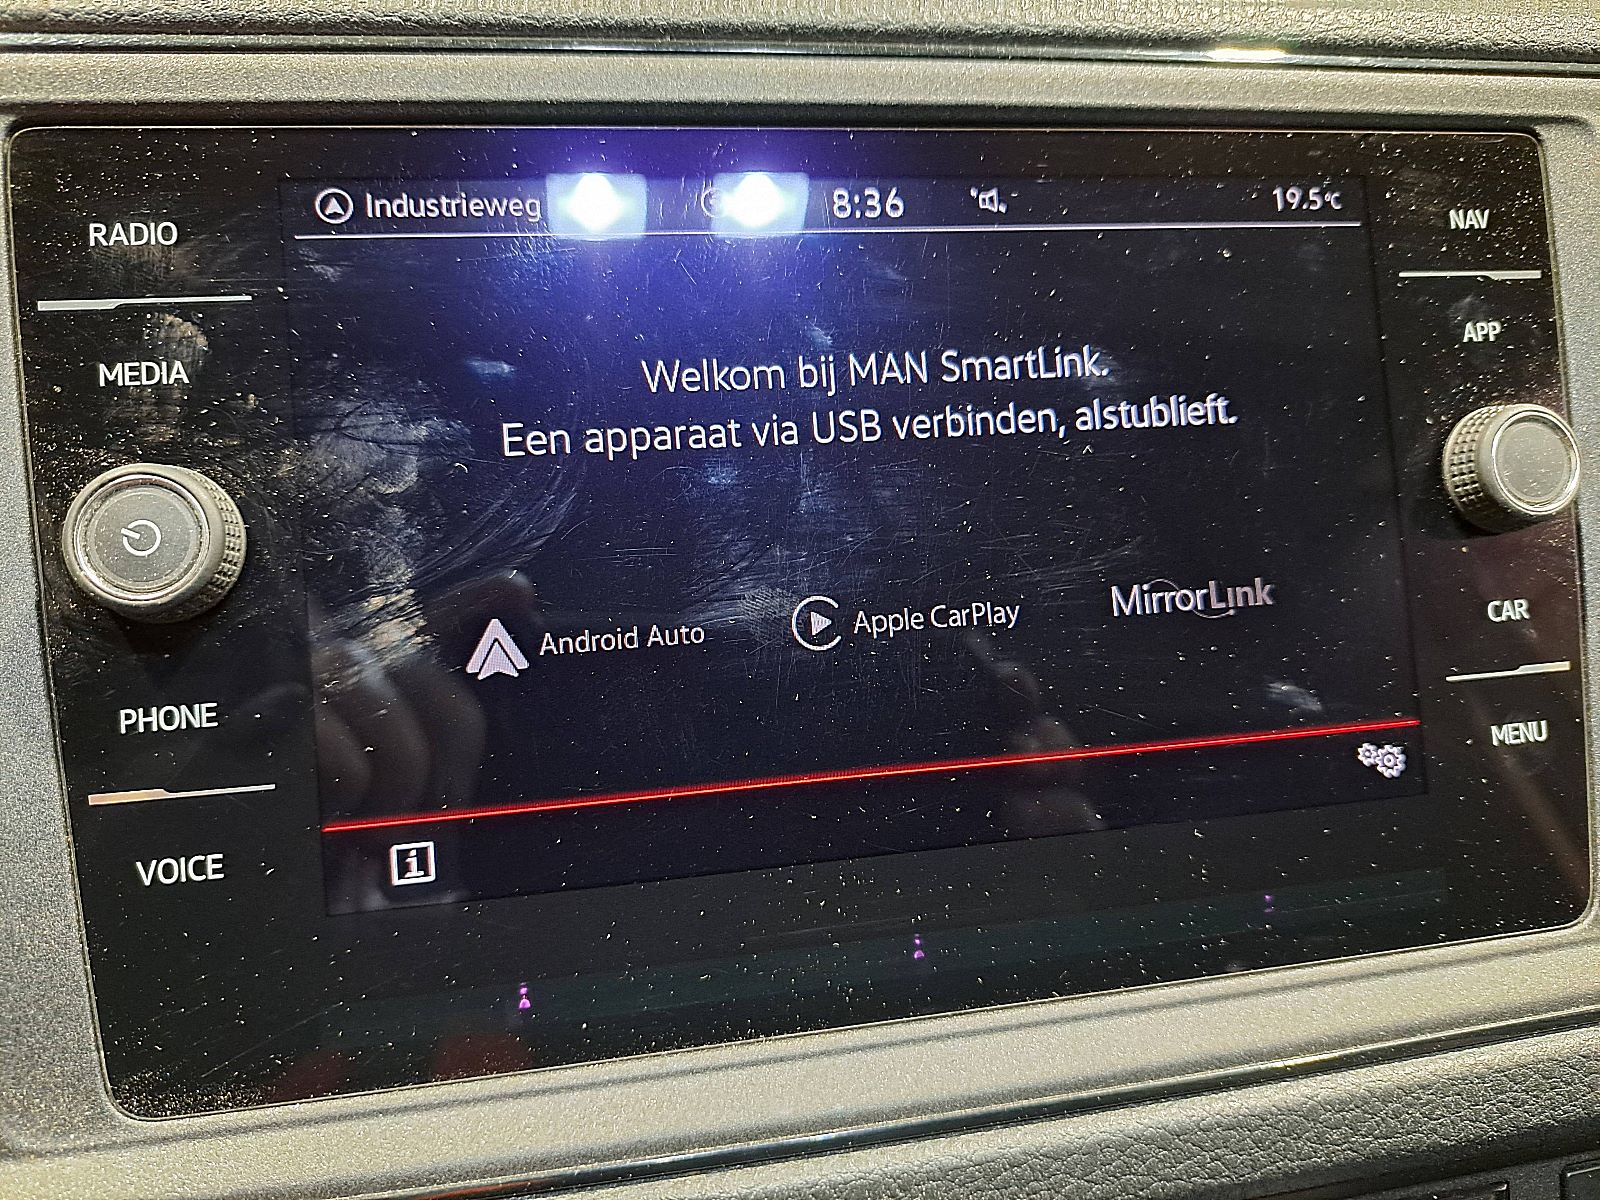 RADIO
MEDIA
PHONE
VOICE
Industrieweg
8:36
19.5°C
Welkom bij MAN SmartLink.
Een apparaat via USB verbinden, alstublieft.
Android Auto
Apple CarPlay
MirrorLink
i
NAV
APP
CAR
MENU